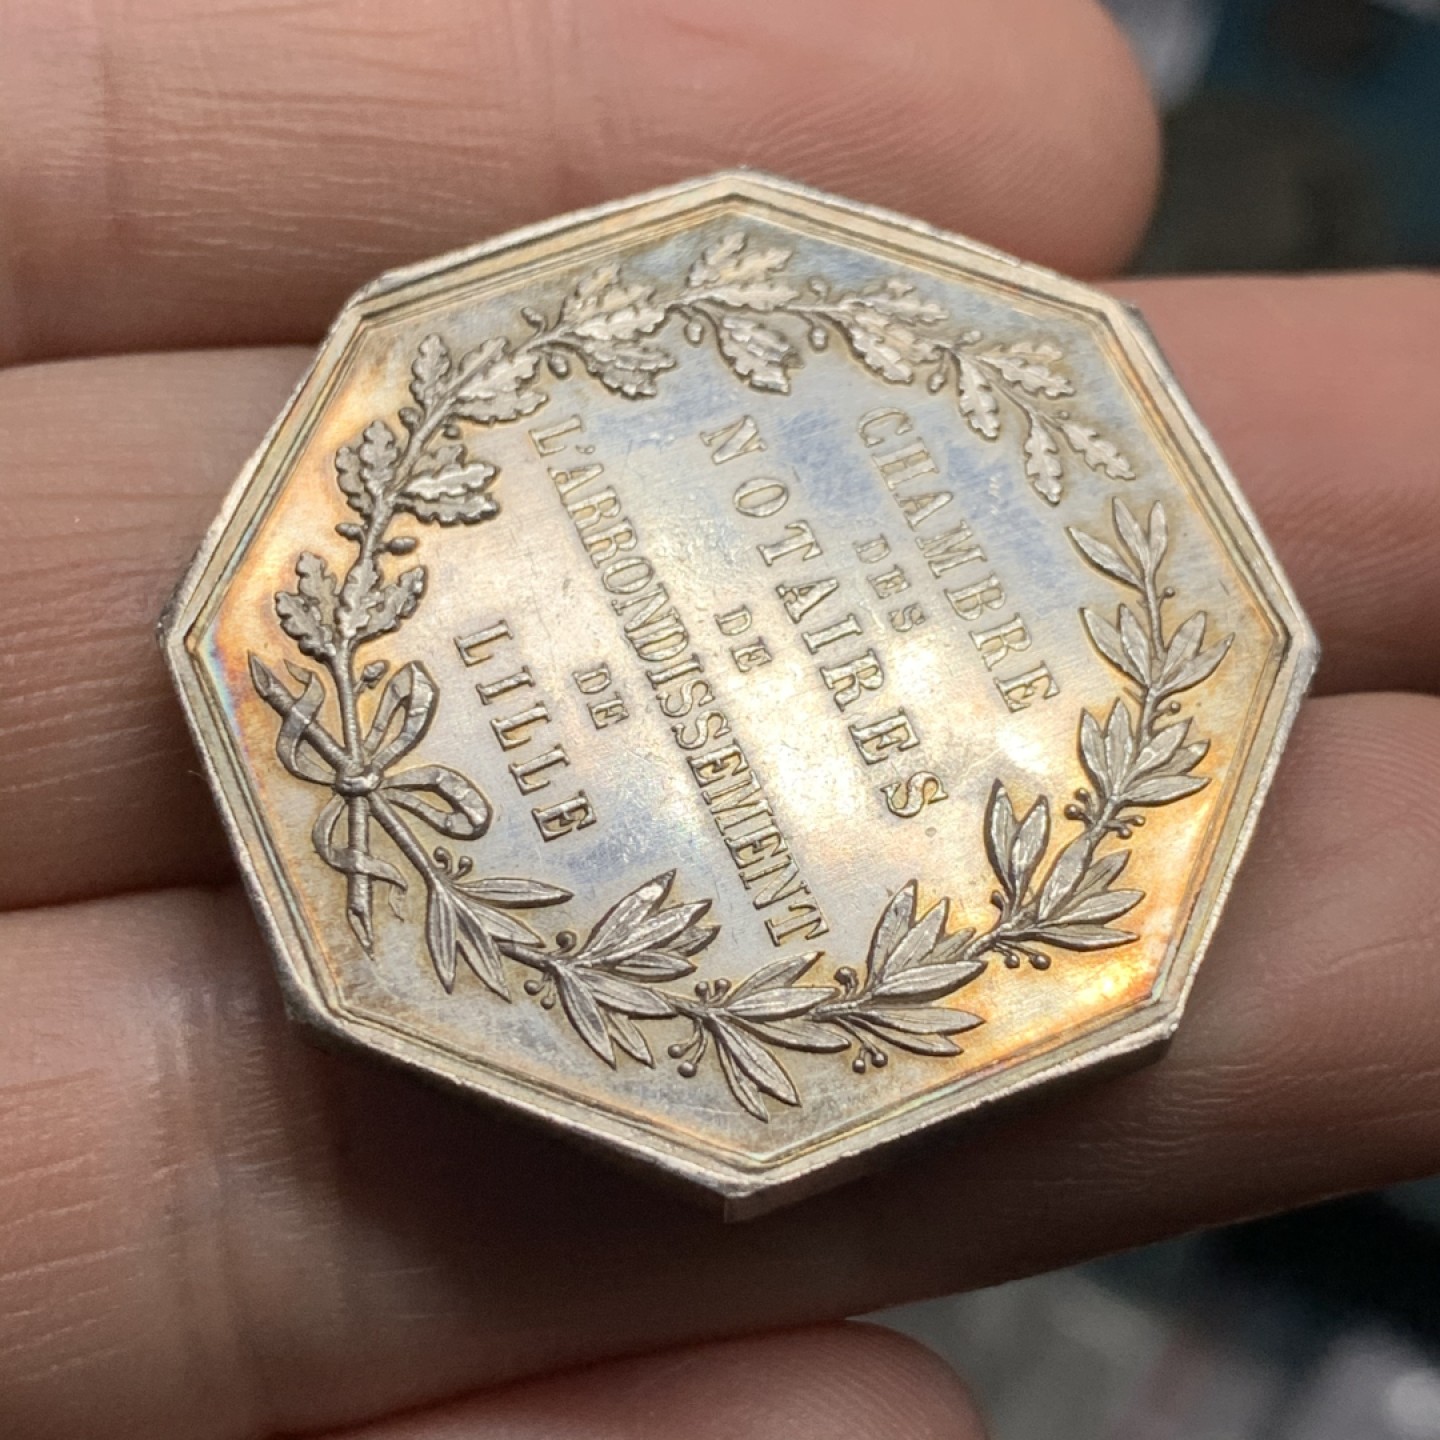 CHAMBRE
DES
NOTAIRES
DE
L'ARRONDISSEMENT
DE
LILLE